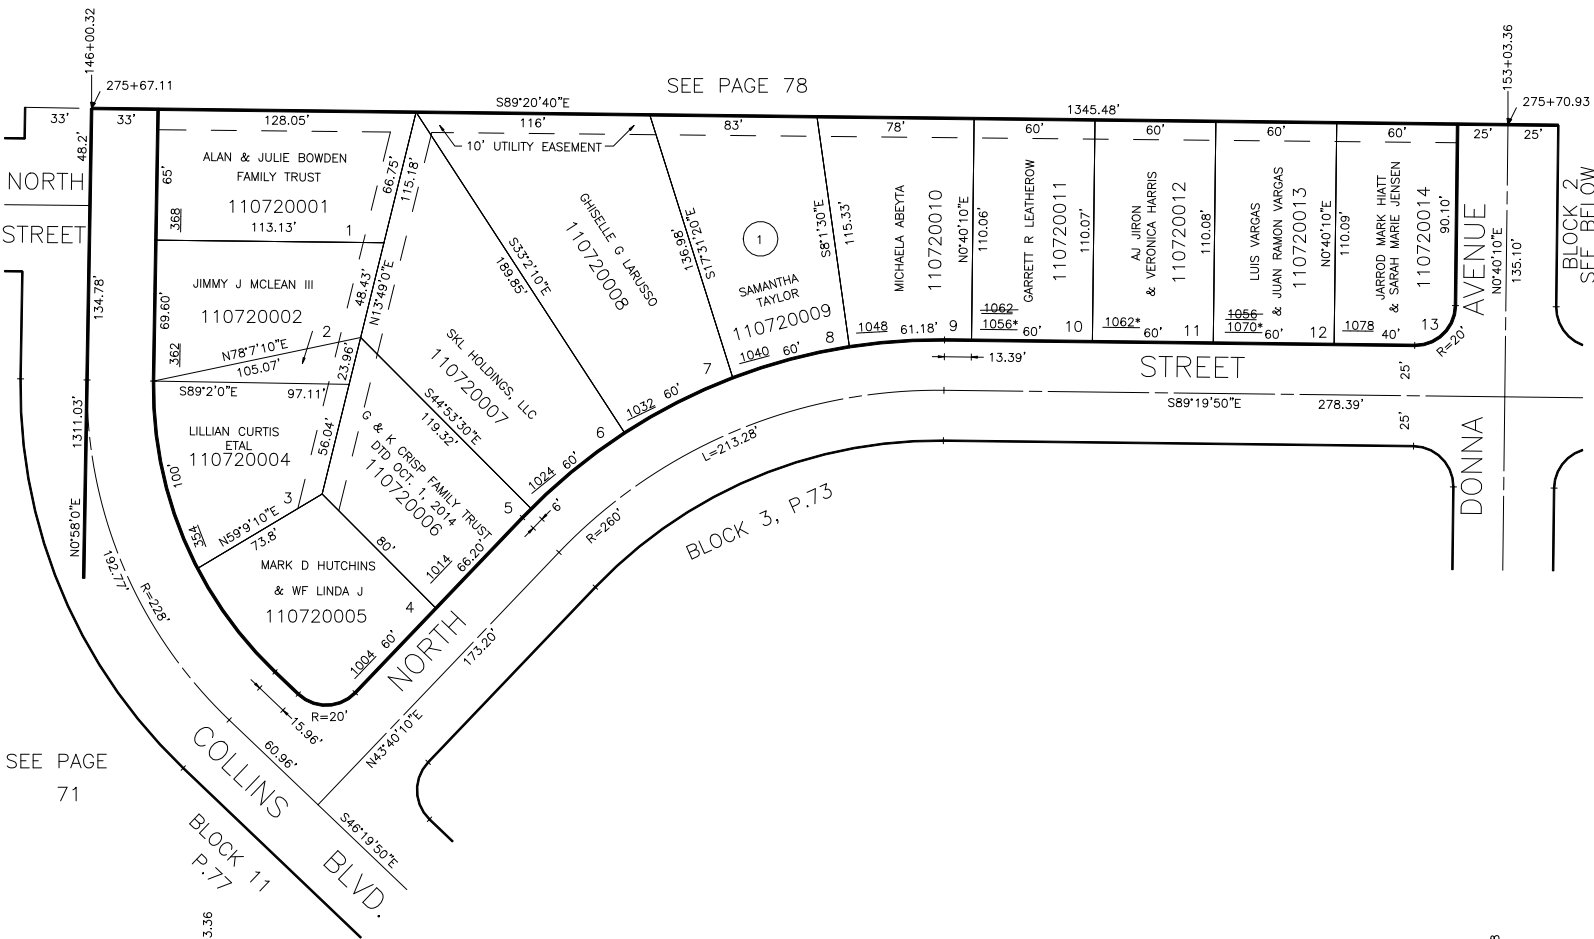 146+00.32
275+67.11
SEE PAGE 78
153+03.36
275+70.93
33'
33'
S89°20'40"E
1345.48'
128.05'
116'
83'
78'
60'
60'
60'
60'
25'
25'
10' UTILITY EASEMENT
48.2'
NORTH
STREET
134.78'
1311.03'
N0°58'0"E
65'
368
ALAN & JULIE BOWDEN
FAMILY TRUST
110720001
113.13'
1
66.75'
115.18'
JIMMY J MCLEAN III
110720002
2
69.60'
362
N78°7'10"E
105.07'
48.43'
N13°49'0"E
23.96'
S89°2'0"E
97.11'
LILLIAN CURTIS
ETAL
110720004
100'
354
3
56.04'
N59°9'10"E
73.8'
MARK D HUTCHINS
& WF LINDA J
110720005
4
1004
60'
80'
G & K CRISP FAMILY TRUST
DTD OCT. 1, 2014
110720006
1014
66.20'
5
S44°53'30"E
119.32'
SKL HOLDINGS, LLC
110720007
1024
60'
6
6'
S33°2'10"E
189.85'
GHISELLE G LARUSSO
110720008
1032
60'
7
136.98'
S17°31'20"E
1
SAMANTHA
TAYLOR
110720009
1040
60'
8
S8°1'30"E
115.33'
MICHAELA ABEYTA
110720010
1048
61.18'
9
N0°40'10"E
110.06'
GARRETT R LEATHEROW
110720011
1062
1056*
60'
10
13.39'
110.07'
AJ JIRON
& VERONICA HARRIS
110720012
1062*
60'
11
110.08'
LUIS VARGAS
& JUAN RAMON VARGAS
110720013
1056
1070*
60'
12
N0°40'10"E
110.09'
JARROD MARK HIATT
& SARAH MARIE JENSEN
110720014
1078
40'
13
90.10'
R=20'
AVENUE
DONNA
N0°40'10"E
135.10'
BLOCK 2
SEE BELOW
STREET
25'
25'
S89°19'50"E
278.39'
L=213.28'
R=260'
BLOCK 3, P.73
NORTH
173.20'
N43°40'10"E
R=20'
15.96'
60.96'
192.77'
R=228'
COLLINS
BLVD.
S46°19'50"E
SEE PAGE
71
BLOCK 11
P.77
3.36